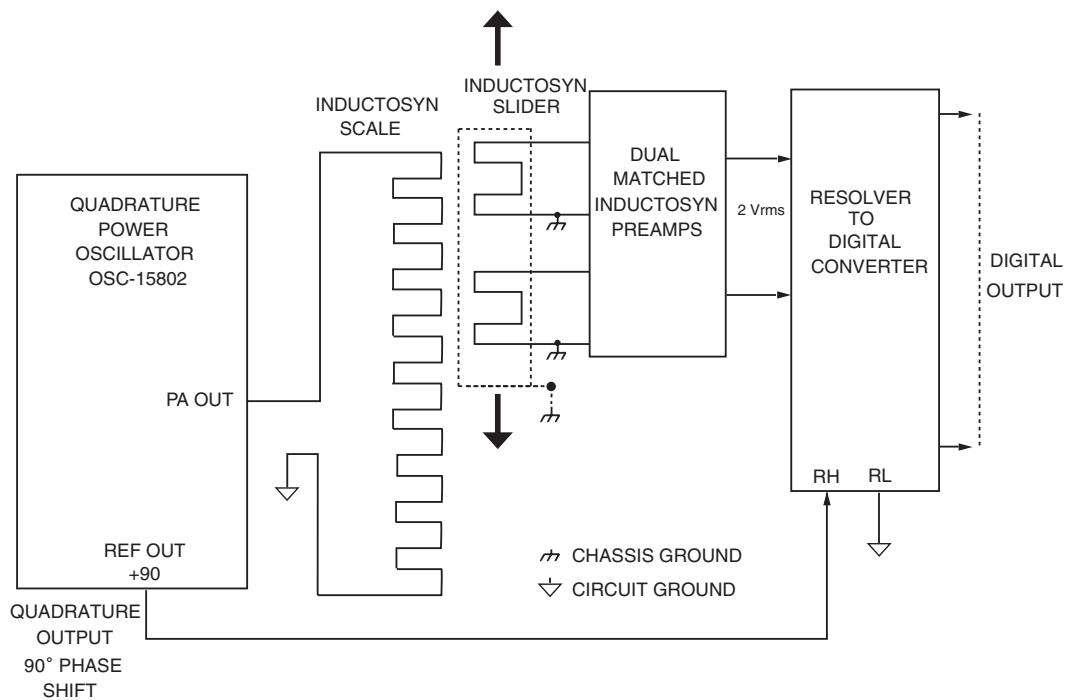 INDUCTOSYN
SLIDER
INDUCTOSYN
SCALE
QUADRATURE
POWER
OSCILLATOR
OSC-15802
PA OUT
REF OUT
+90
QUADRATURE
OUTPUT
90° PHASE
SHIFT
DUAL
MATCHED
INDUCTOSYN
PREAMPS
2 Vrms
RESOLVER
TO
DIGITAL
CONVERTER
RH RL
DIGITAL
OUTPUT
CHASSIS GROUND
CIRCUIT GROUND